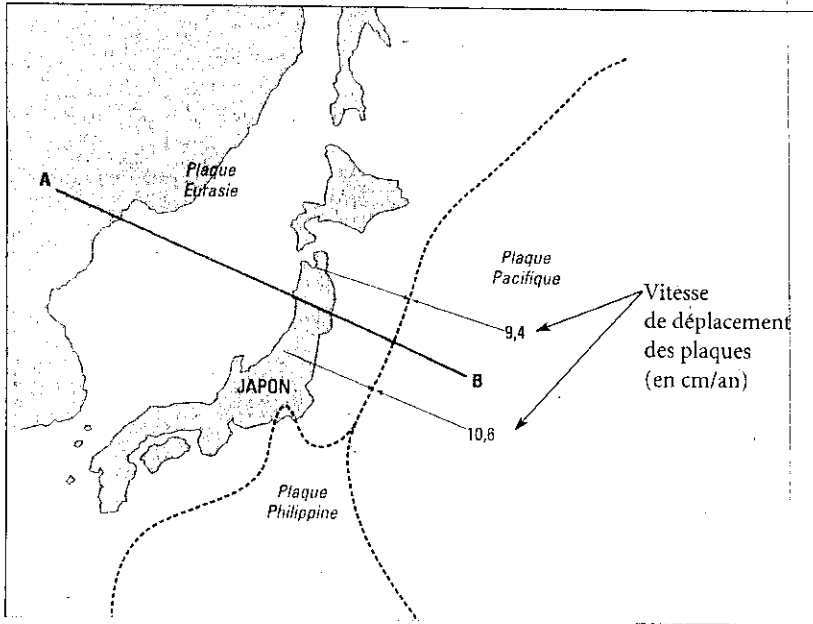 A
Plaque
Eurasie
Plaque
Pacifique
Vitesse
de déplacement
des plaques
(en cm/an)
9,4
B
JAPON
10,6
Plaque
Philippine